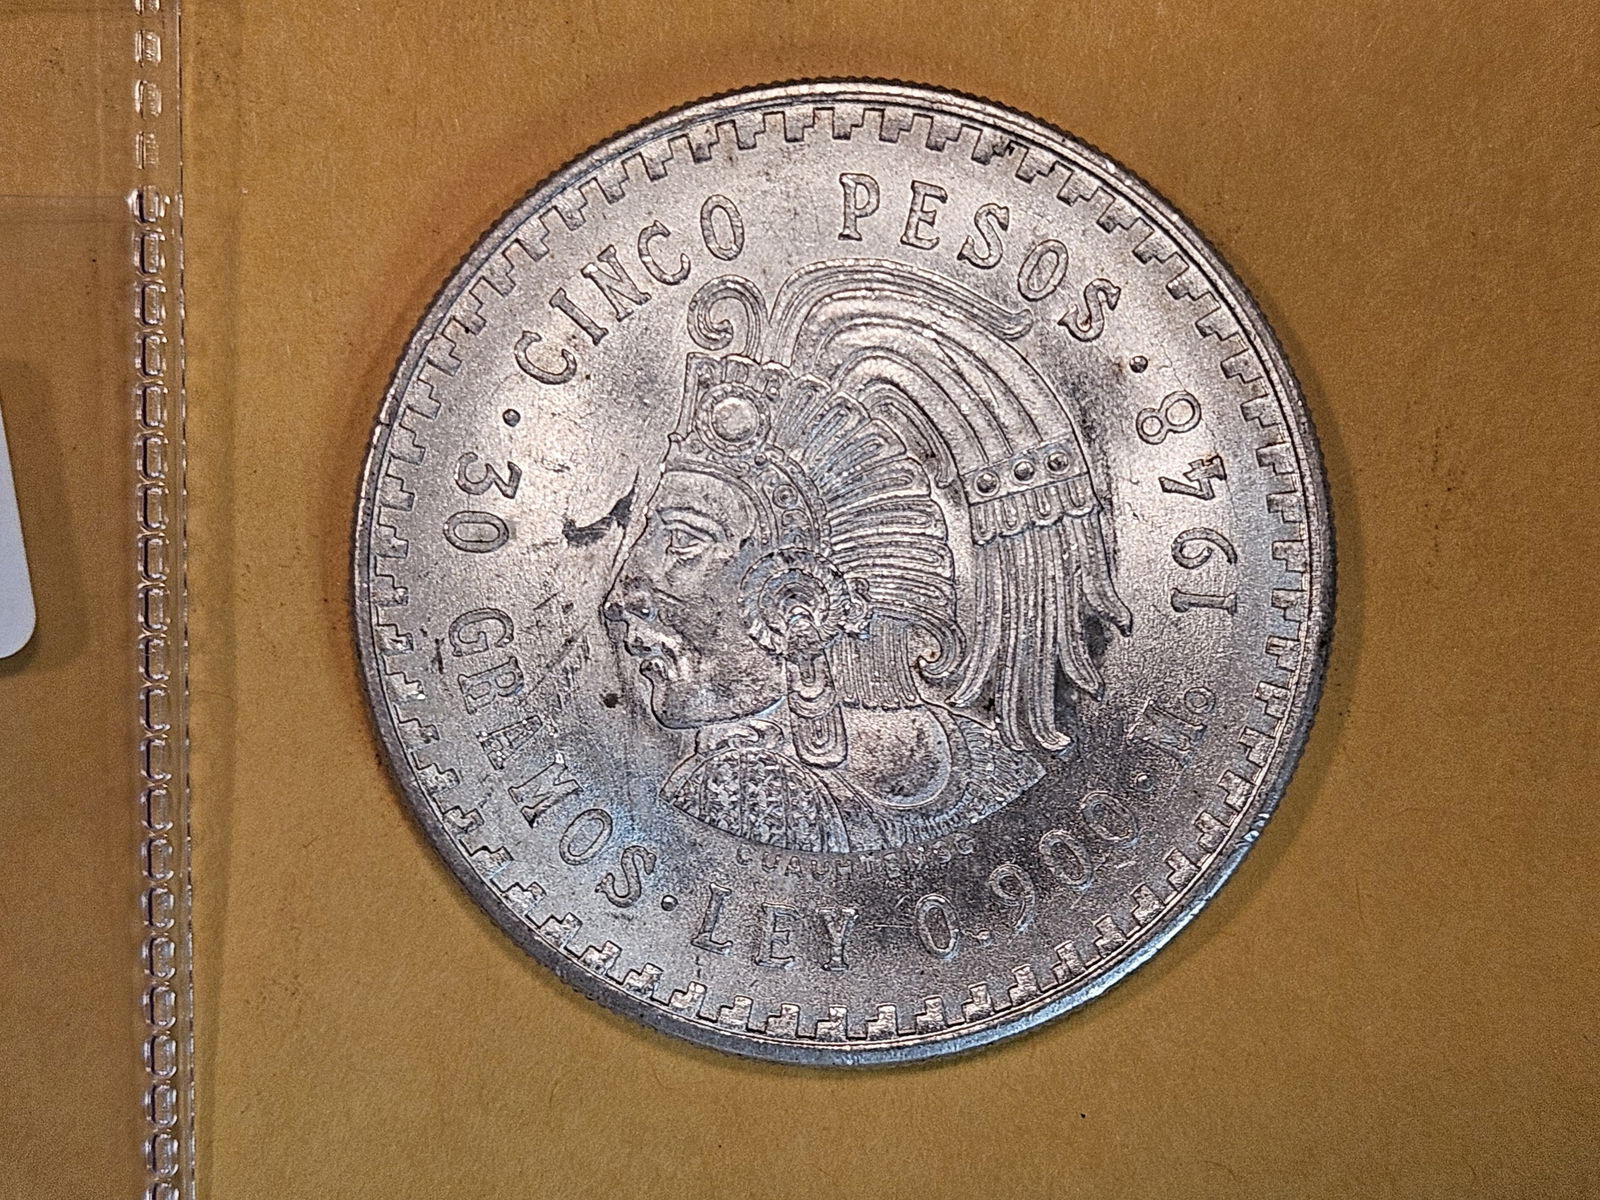 CINCO PESOS · 1948 · Mo · LEY 0.900 · 30 GRAMOS ·
CUAUHTEMOC